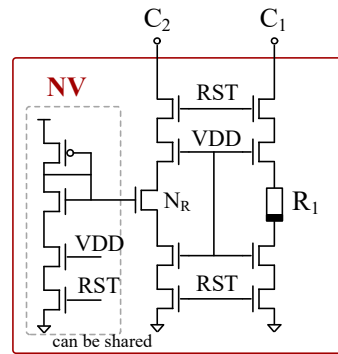 C2 C1
NV
RST
VDD
NR
R1
VDD
RST
RST
can be shared